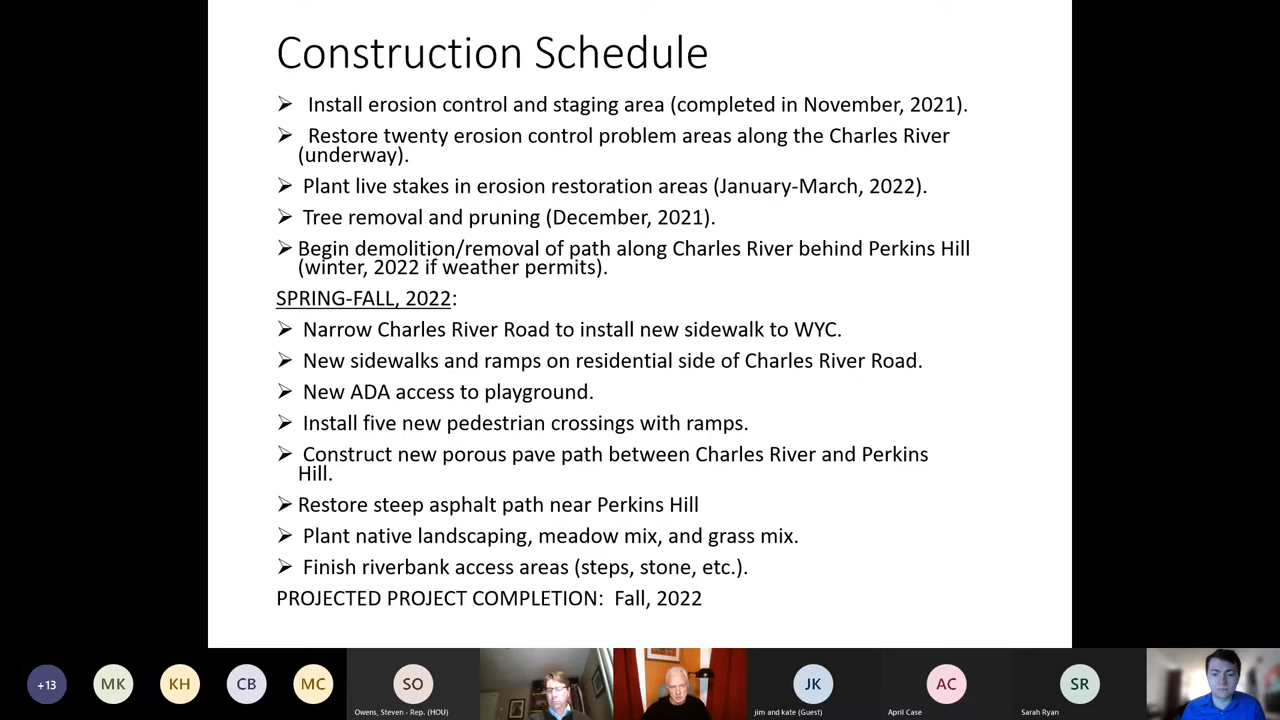 Construction Schedule
➢ Install erosion control and staging area (completed in November, 2021).
➢ Restore twenty erosion control problem areas along the Charles River
(underway).
➢ Plant live stakes in erosion restoration areas (January-March, 2022).
➢ Tree removal and pruning (December, 2021).
➢ Begin demolition/removal of path along Charles River behind Perkins Hill
(winter, 2022 if weather permits).
SPRING-FALL, 2022:
➢ Narrow Charles River Road to install new sidewalk to WYC.
➢ New sidewalks and ramps on residential side of Charles River Road.
➢ New ADA access to playground.
➢ Install five new pedestrian crossings with ramps.
➢ Construct new porous pave path between Charles River and Perkins
Hill.
➢ Restore steep asphalt path near Perkins Hill
➢ Plant native landscaping, meadow mix, and grass mix.
➢ Finish riverbank access areas (steps, stone, etc.).
PROJECTED PROJECT COMPLETION: Fall, 2022
+13 MK KH CB MC SO JK AC SR
Owens, Steven - Rep. (HOU) jim and kate (Guest) April Case Sarah Ryan